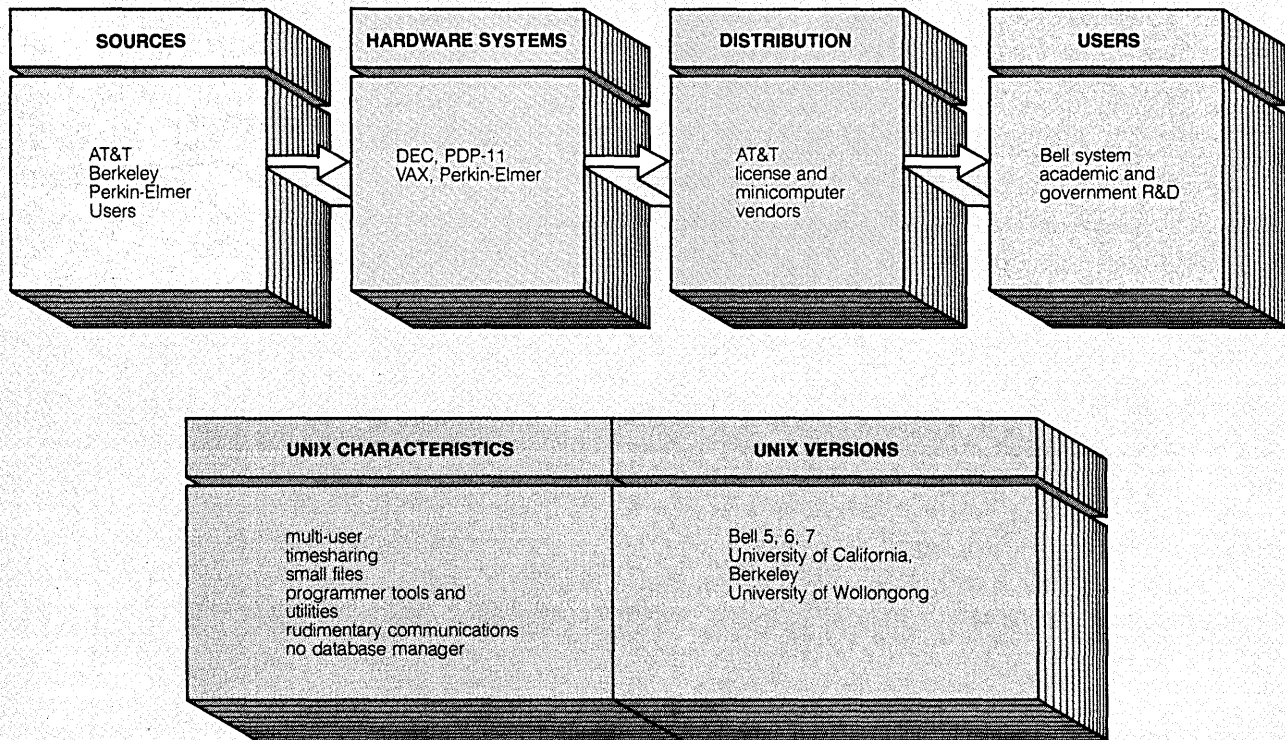 SOURCES
AT&T
Berkeley
Perkin-Elmer
Users
HARDWARE SYSTEMS
DEC, PDP-11
VAX, Perkin-Elmer
DISTRIBUTION
AT&T
license and
minicomputer
vendors
USERS
Bell system
academic and
government R&D
UNIX CHARACTERISTICS
multi-user
timesharing
small files
programmer tools and
utilities
rudimentary communications
no database manager
UNIX VERSIONS
Bell 5, 6, 7
University of California,
Berkeley
University of Wollongong